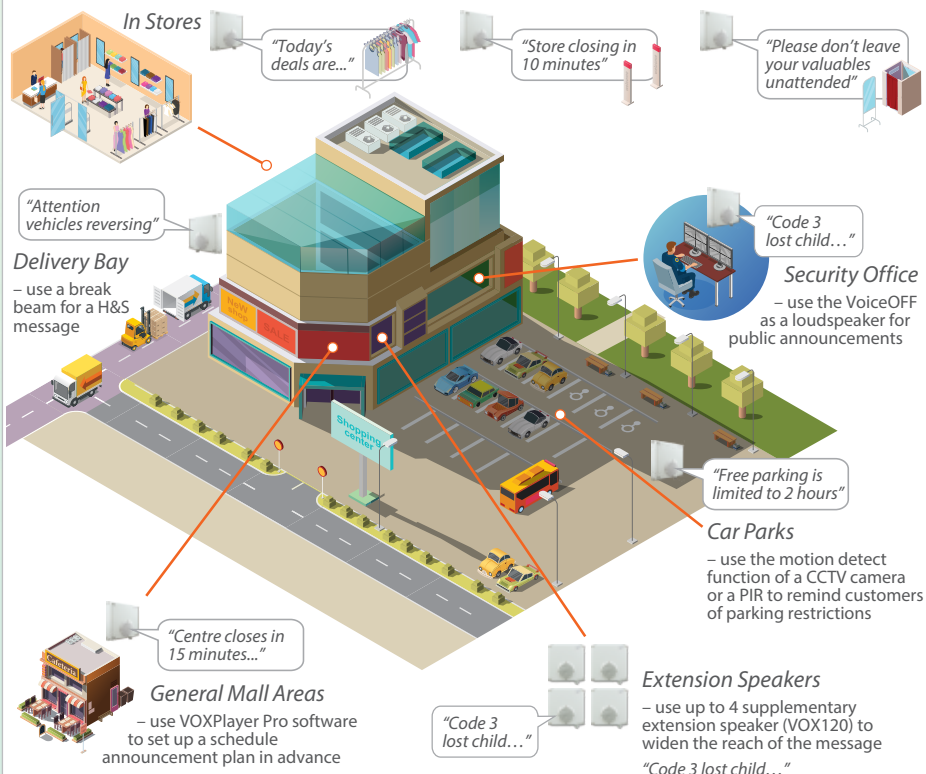 In Stores
"Today's
deals are..."
"Store closing in
10 minutes"
"Please don't leave
your valuables
unattended"
"Attention
vehicles reversing"
Delivery Bay
– use a break
beam for a H&S
message
"Code 3
lost child…"
Security Office
– use the VoiceOFF
as a loudspeaker for
public announcements
NeW
shop
SALE
Shopping
center
"Free parking is
limited to 2 hours"
Car Parks
– use the motion detect
function of a CCTV camera
or a PIR to remind customers
of parking restrictions
"Centre closes in
15 minutes..."
Cafeteria
General Mall Areas
– use VOXPlayer Pro software
to set up a schedule
announcement plan in advance
"Code 3
lost child…"
Extension Speakers
– use up to 4 supplementary
extension speaker (VOX120) to
widen the reach of the message
"Code 3 lost child…"